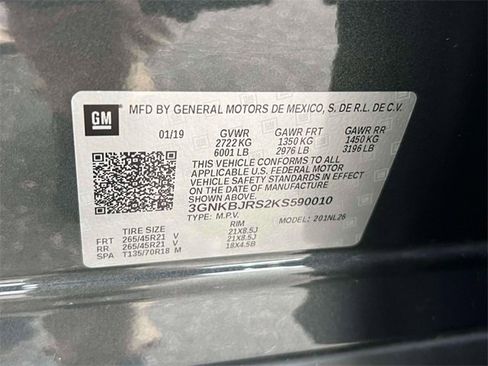 GM
MFD BY GENERAL MOTORS DE MEXICO, S. DE R.L. DE C.V.
01/19 GVWR GAWR FRT GAWR RR
2722 KG 1350 KG 1450 KG
6001 LB 2976 LB 3196 LB
THIS VEHICLE CONFORMS TO ALL
APPLICABLE U.S. FEDERAL MOTOR
VEHICLE SAFETY STANDARDS IN EFFECT
ON THE DATE OF MANUFACTURE SHOWN ABOVE.
3GNKBJRS2KS590010
TYPE: M.P.V. MODEL: 201NL26
TIRE SIZE RIM
FRT 265/45R21 V 21X8.5J
RR 265/45R21 V 21X8.5J
SPA T135/70R18 M 18X4.5B